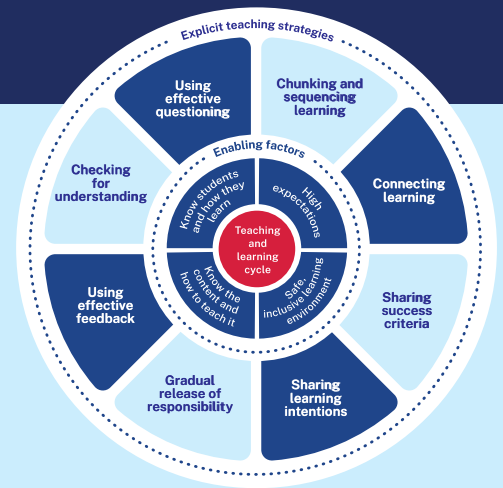 Explicit teaching strategies
Using
effective
questioning
Chunking and
sequencing
learning
Connecting
learning
Sharing
success
criteria
Sharing
learning
intentions
Gradual
release of
responsibility
Using
effective
feedback
Checking
for
understanding
Enabling factors
Know students
and how they
learn
High
expectations
Safe,
inclusive learning
environment
Know the
content and
how to teach it
Teaching
and
learning
cycle